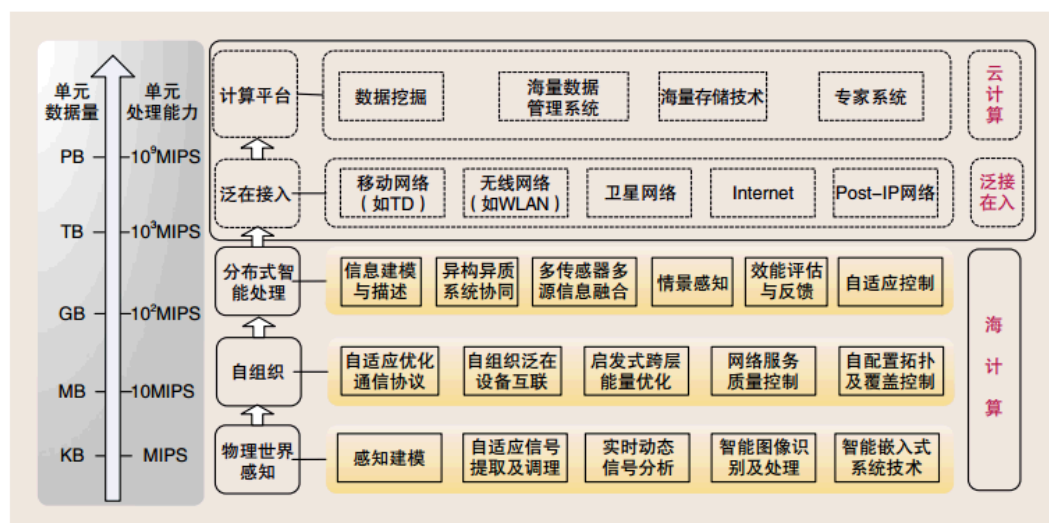 单元
数据量
单元
处理能力
PB
10⁹MIPS
TB
10³MIPS
GB
10²MIPS
MB
10MIPS
KB
MIPS
计算平台
数据挖掘
海量数据
管理系统
海量存储技术
专家系统
云计算
泛在接入
移动网络
（如TD）
无线网络
（如WLAN）
卫星网络
Internet
Post-IP网络
泛接
在入
分布式智
能处理
信息建模
与描述
异构异质
系统协同
多传感器多
源信息融合
情景感知
效能评估
与反馈
自适应控制
自组织
自适应优化
通信协议
自组织泛在
设备互联
启发式跨层
能量优化
网络服务
质量控制
自配置拓扑
及覆盖控制
海计算
物理世界
感知
感知建模
自适应信号
提取及调理
实时动态
信号分析
智能图像识
别及处理
智能嵌入式
系统技术